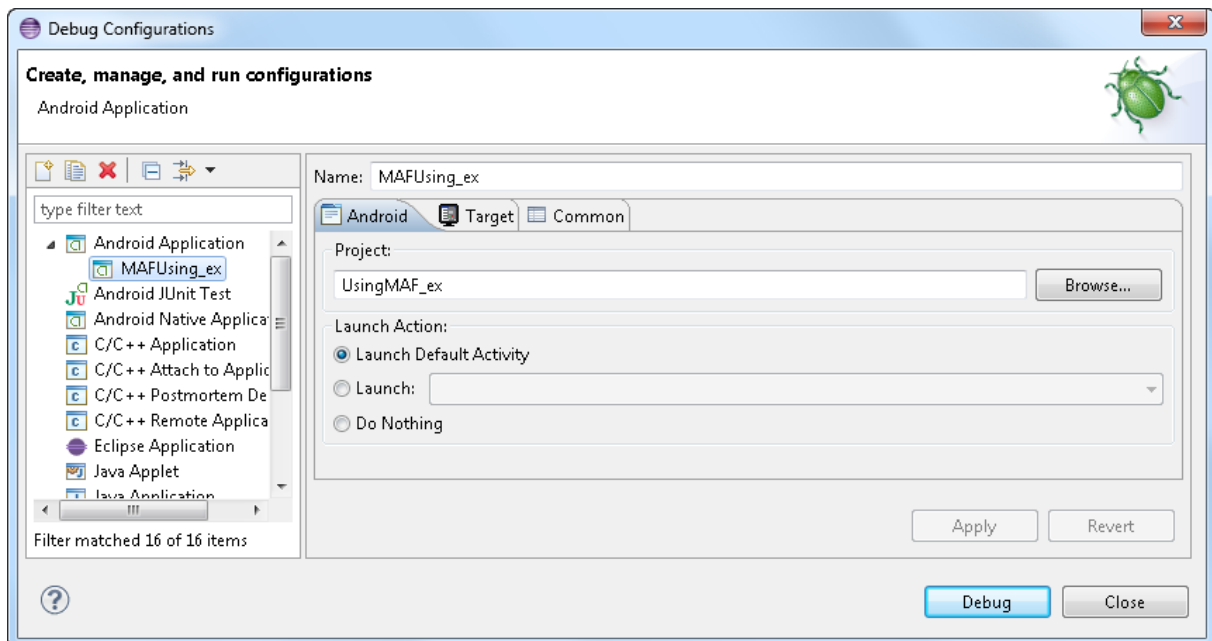 Debug Configurations
Create, manage, and run configurations
Android Application
type filter text
Android Application
MAFUsing_ex
Android JUnit Test
Android Native Applica
C/C++ Application
C/C++ Attach to Applic
C/C++ Postmortem De
C/C++ Remote Applica
Eclipse Application
Java Applet
Java Application
Filter matched 16 of 16 items
Name: MAFUsing_ex
Android Target Common
Project:
UsingMAF_ex Browse...
Launch Action:
Launch Default Activity
Launch:
Do Nothing
Apply Revert
Debug Close